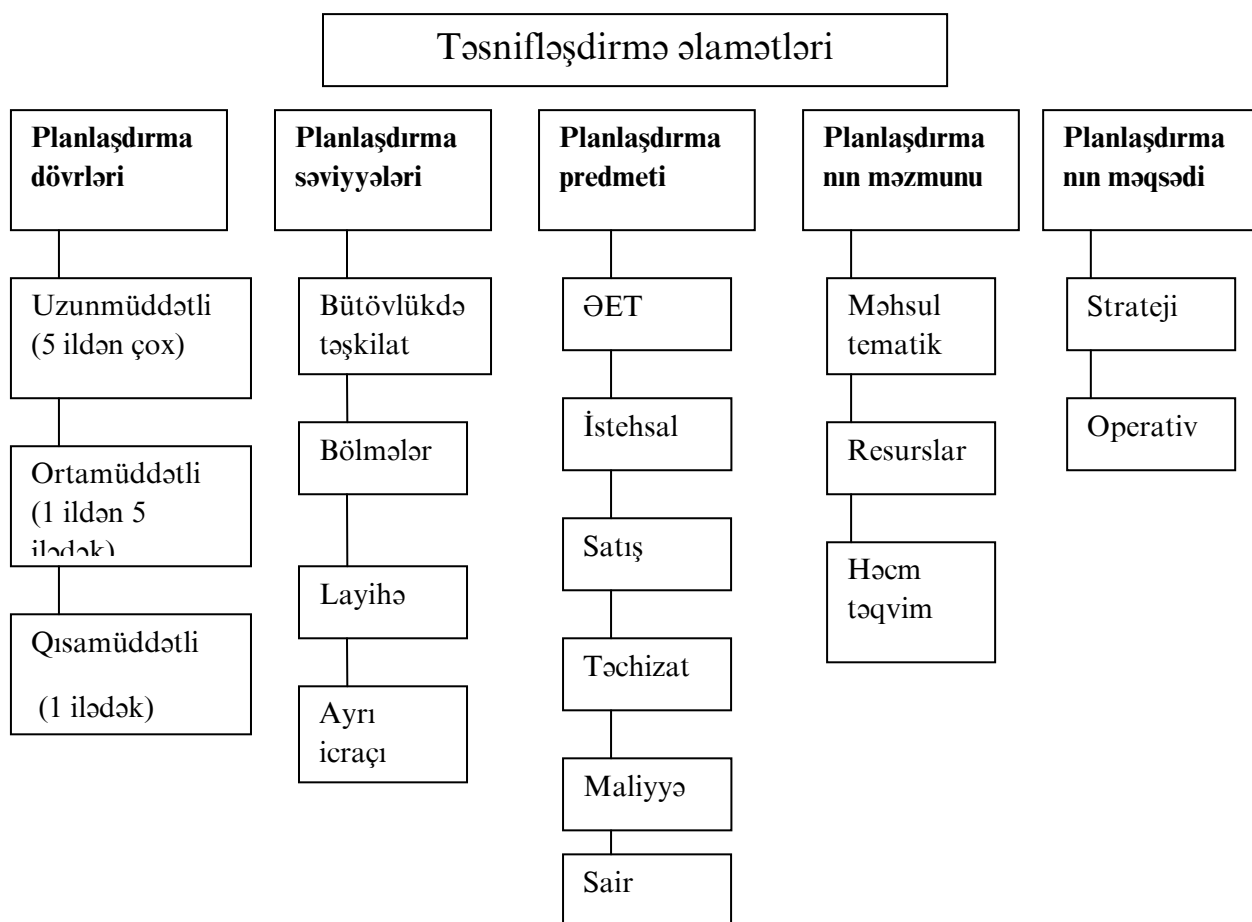 Təsnifləşdirmə əlamətləri
Planlaşdırma
dövrləri
Uzunmüddətli
(5 ildən çox)
Ortamüddətli
(1 ildən 5
ilədək)
Qısamüddətli
(1 ilədək)
Planlaşdırma
səviyyələri
Bütövlükdə
təşkilat
Bölmələr
Layihə
Ayrı
icraçı
Planlaşdırma
predmeti
ƏET
İstehsal
Satış
Təchizat
Maliyyə
Sair
Planlaşdırma
nın məzmunu
Məhsul
tematik
Resurslar
Həcm
təqvim
Planlaşdırma
nın məqsədi
Strateji
Operativ